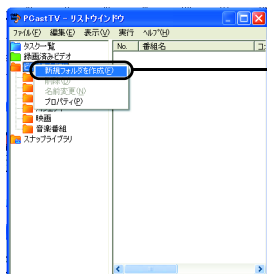 PCastTV - リストウインドウ
ファイル(F) 編集(E) 表示(V) 実行 ヘルプ(H)
タスク一覧
No. 番組名
録画済みビデオ
新規フォルダを作成(F)
削除(D)
名前変更(N)
プロパティ(P)
映画
音楽番組
スナップライブラリ